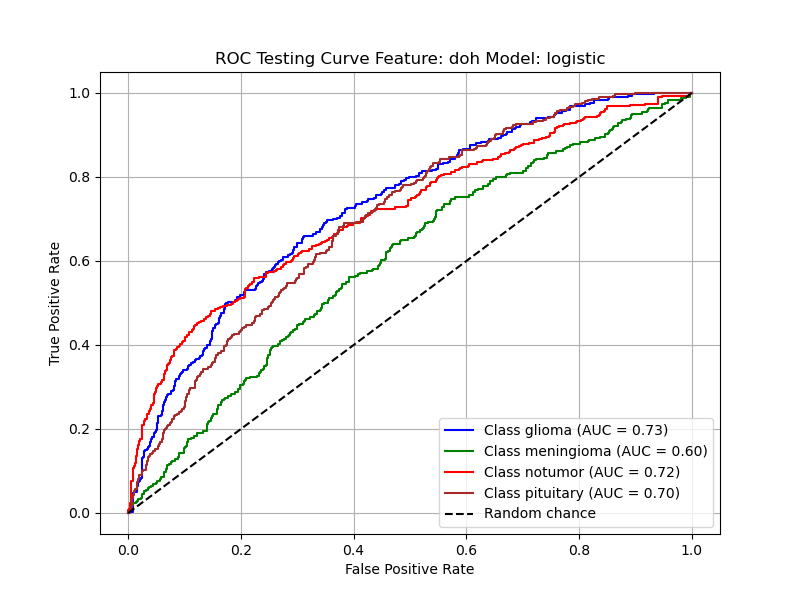 ROC Testing Curve Feature: doh Model: logistic
True Positive Rate
1.0
0.8
0.6
0.4
0.2
0.0
Class glioma (AUC = 0.73)
Class meningioma (AUC = 0.60)
Class notumor (AUC = 0.72)
Class pituitary (AUC = 0.70)
Random chance
0.0 0.2 0.4 0.6 0.8 1.0
False Positive Rate